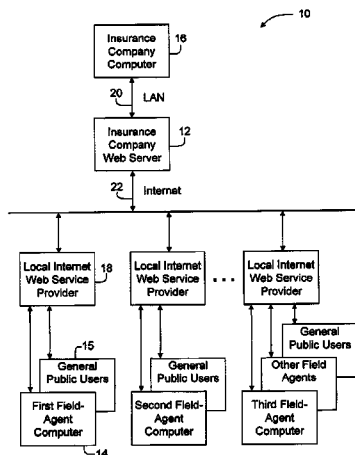 10
Insurance
Company
Computer
16
20
LAN
Insurance
Company
Web Server
12
22
Internet
Local Internet
Web Service
Provider
18
Local Internet
Web Service
Provider
Local Internet
Web Service
Provider
15
General
Public Users
First Field-
Agent
Computer
14
General
Public Users
Second Field-
Agent
Computer
General
Public Users
Other Field
Agents
Third Field-
Agent
Computer